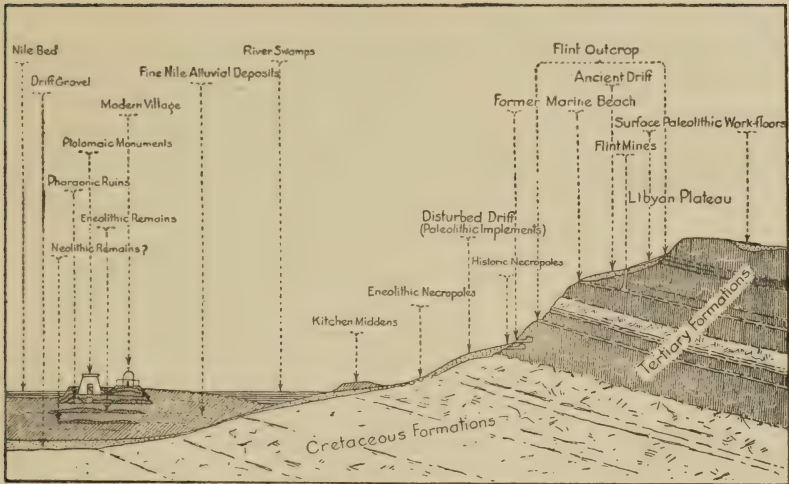 Nile Bed
River Swamps
Flint Outcrop
Drift Gravel
Fine Nile Alluvial Deposits
Ancient Drift
Modern Village
Former Marine Beach
Surface Paleolithic Work-floors
Ptolomaic Monuments
Flint Mines
Pharaonic Ruins
Libyan Plateau
Eneolithic Remains
Disturbed Drift
(Paleolithic Implements)
Neolithic Remains?
Historic Necropoles
Eneolithic Necropoles
Kitchen Middens
Tertiary Formations
Cretaceous Formations